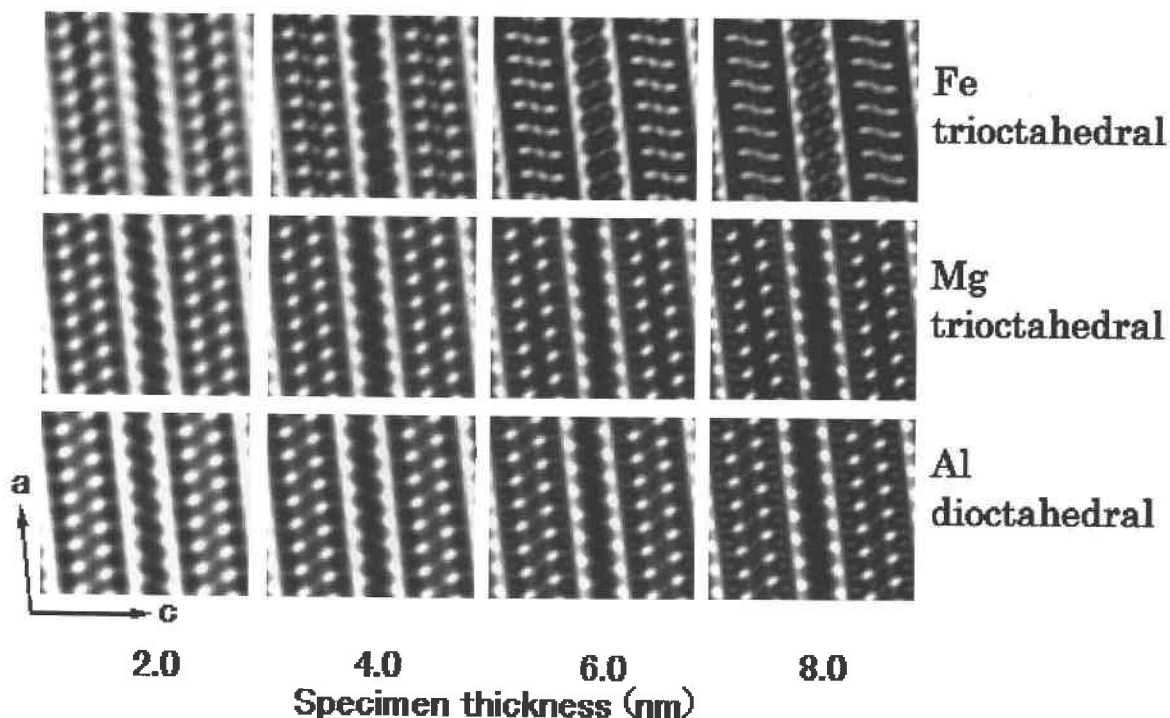 Fe
trioctahedral
Mg
trioctahedral
Al
dioctahedral
a
c
2.0 4.0 6.0 8.0
Specimen thickness (nm)